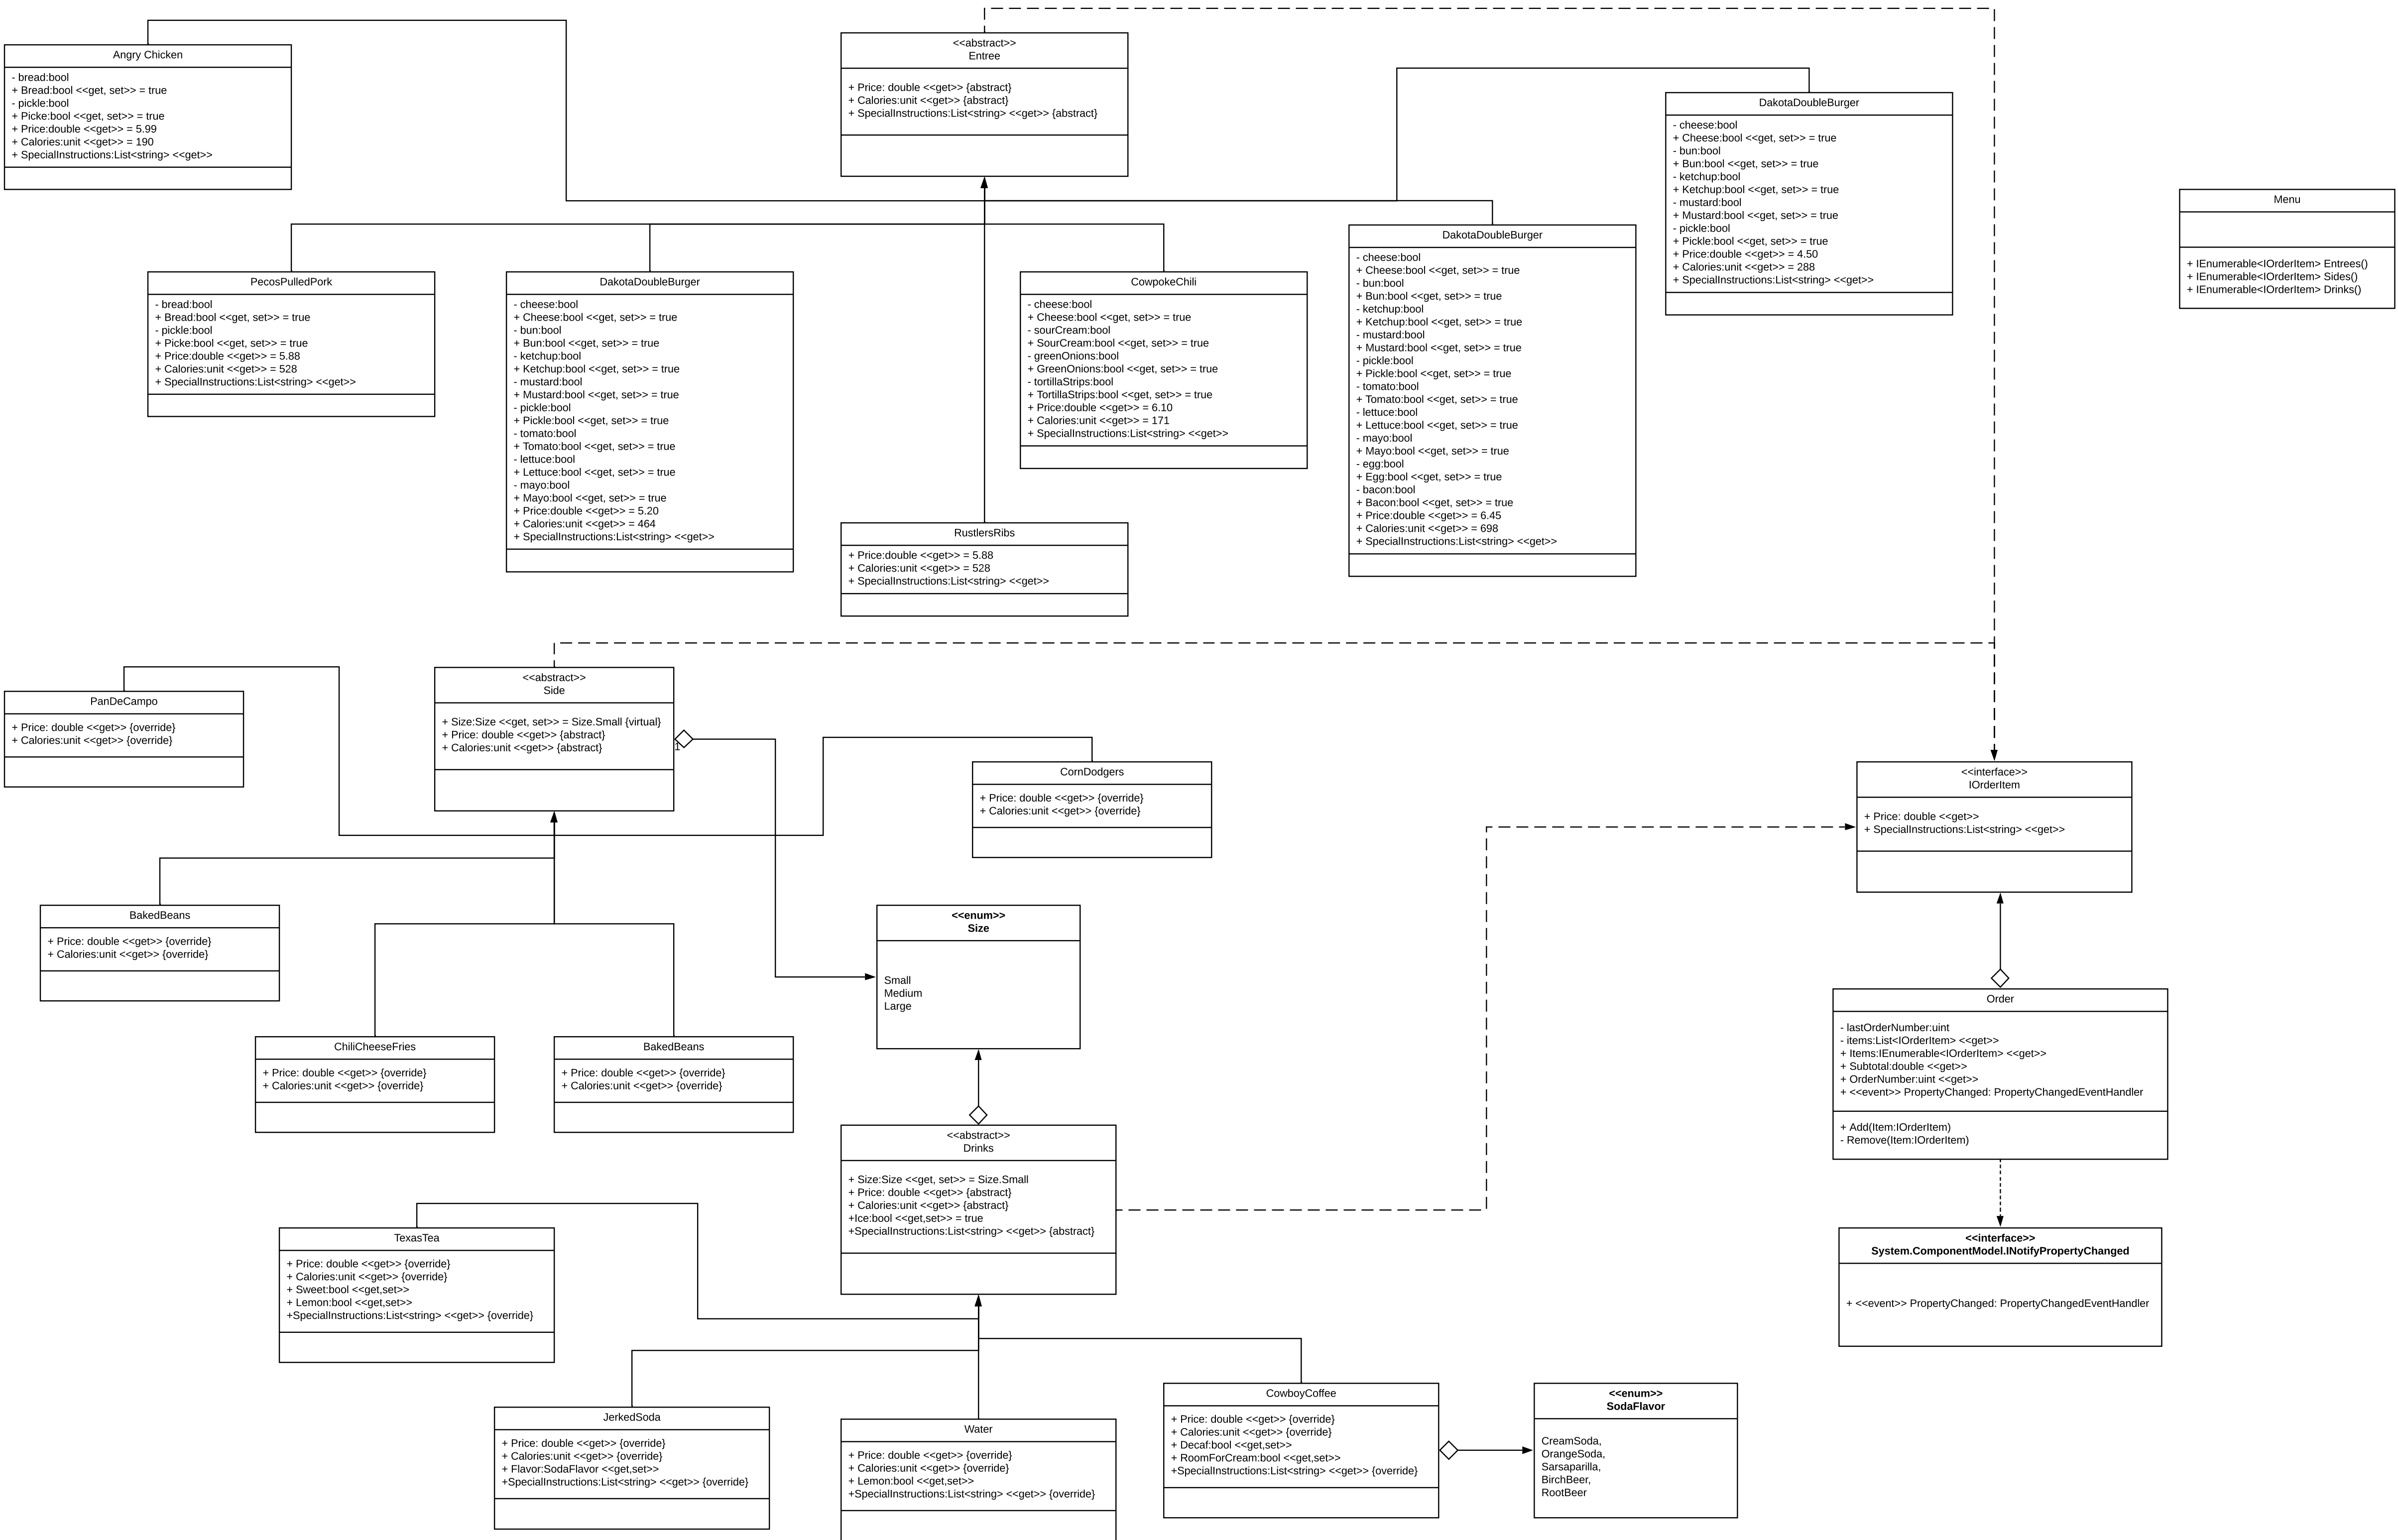 Angry Chicken
- bread:bool
+ Bread:bool <<get, set>> = true
- pickle:bool
+ Picke:bool <<get, set>> = true
+ Price:double <<get>> = 5.99
+ Calories:unit <<get>> = 190
+ SpecialInstructions:List<string> <<get>>
<<abstract>>
Entree
+ Price: double <<get>> {abstract}
+ Calories:unit <<get>> {abstract}
+ SpecialInstructions:List<string> <<get>> {abstract}
DakotaDoubleBurger
- cheese:bool
+ Cheese:bool <<get, set>> = true
- bun:bool
+ Bun:bool <<get, set>> = true
- ketchup:bool
+ Ketchup:bool <<get, set>> = true
- mustard:bool
+ Mustard:bool <<get, set>> = true
- pickle:bool
+ Pickle:bool <<get, set>> = true
+ Price:double <<get>> = 4.50
+ Calories:unit <<get>> = 288
+ SpecialInstructions:List<string> <<get>>
Menu
+ IEnumerable<IOrderItem> Entrees()
+ IEnumerable<IOrderItem> Sides()
+ IEnumerable<IOrderItem> Drinks()
PecosPulledPork
- bread:bool
+ Bread:bool <<get, set>> = true
- pickle:bool
+ Picke:bool <<get, set>> = true
+ Price:double <<get>> = 5.88
+ Calories:unit <<get>> = 528
+ SpecialInstructions:List<string> <<get>>
DakotaDoubleBurger
- cheese:bool
+ Cheese:bool <<get, set>> = true
- bun:bool
+ Bun:bool <<get, set>> = true
- ketchup:bool
+ Ketchup:bool <<get, set>> = true
- mustard:bool
+ Mustard:bool <<get, set>> = true
- pickle:bool
+ Pickle:bool <<get, set>> = true
- tomato:bool
+ Tomato:bool <<get, set>> = true
- lettuce:bool
+ Lettuce:bool <<get, set>> = true
- mayo:bool
+ Mayo:bool <<get, set>> = true
+ Price:double <<get>> = 5.20
+ Calories:unit <<get>> = 464
+ SpecialInstructions:List<string> <<get>>
CowpokeChili
- cheese:bool
+ Cheese:bool <<get, set>> = true
- sourCream:bool
+ SourCream:bool <<get, set>> = true
- greenOnions:bool
+ GreenOnions:bool <<get, set>> = true
- tortillaStrips:bool
+ TortillaStrips:bool <<get, set>> = true
+ Price:double <<get>> = 6.10
+ Calories:unit <<get>> = 171
+ SpecialInstructions:List<string> <<get>>
DakotaDoubleBurger
- cheese:bool
+ Cheese:bool <<get, set>> = true
- bun:bool
+ Bun:bool <<get, set>> = true
- ketchup:bool
+ Ketchup:bool <<get, set>> = true
- mustard:bool
+ Mustard:bool <<get, set>> = true
- pickle:bool
+ Pickle:bool <<get, set>> = true
- tomato:bool
+ Tomato:bool <<get, set>> = true
- lettuce:bool
+ Lettuce:bool <<get, set>> = true
- mayo:bool
+ Mayo:bool <<get, set>> = true
- egg:bool
+ Egg:bool <<get, set>> = true
- bacon:bool
+ Bacon:bool <<get, set>> = true
+ Price:double <<get>> = 6.45
+ Calories:unit <<get>> = 698
+ SpecialInstructions:List<string> <<get>>
RustlersRibs
+ Price:double <<get>> = 5.88
+ Calories:unit <<get>> = 528
+ SpecialInstructions:List<string> <<get>>
PanDeCampo
+ Price: double <<get>> {override}
+ Calories:unit <<get>> {override}
<<abstract>>
Side
+ Size:Size <<get, set>> = Size.Small {virtual}
+ Price: double <<get>> {abstract}
+ Calories:unit <<get>> {abstract}
1
CornDodgers
+ Price: double <<get>> {override}
+ Calories:unit <<get>> {override}
<<interface>>
IOrderItem
+ Price: double <<get>>
+ SpecialInstructions:List<string> <<get>>
BakedBeans
+ Price: double <<get>> {override}
+ Calories:unit <<get>> {override}
<<enum>>
Size
Small
Medium
Large
ChiliCheeseFries
+ Price: double <<get>> {override}
+ Calories:unit <<get>> {override}
BakedBeans
+ Price: double <<get>> {override}
+ Calories:unit <<get>> {override}
Order
- lastOrderNumber:uint
- items:List<IOrderItem> <<get>>
+ Items:IEnumerable<IOrderItem> <<get>>
+ Subtotal:double <<get>>
+ OrderNumber:uint <<get>>
+ <<event>> PropertyChanged: PropertyChangedEventHandler
+ Add(Item:IOrderItem)
- Remove(Item:IOrderItem)
<<abstract>>
Drinks
+ Size:Size <<get, set>> = Size.Small
+ Price: double <<get>> {abstract}
+ Calories:unit <<get>> {abstract}
+Ice:bool <<get,set>> = true
+SpecialInstructions:List<string> <<get>> {abstract}
TexasTea
+ Price: double <<get>> {override}
+ Calories:unit <<get>> {override}
+ Sweet:bool <<get,set>>
+ Lemon:bool <<get,set>>
+SpecialInstructions:List<string> <<get>> {override}
<<interface>>
System.ComponentModel.INotifyPropertyChanged
+ <<event>> PropertyChanged: PropertyChangedEventHandler
JerkedSoda
+ Price: double <<get>> {override}
+ Calories:unit <<get>> {override}
+ Flavor:SodaFlavor <<get,set>>
+SpecialInstructions:List<string> <<get>> {override}
Water
+ Price: double <<get>> {override}
+ Calories:unit <<get>> {override}
+ Lemon:bool <<get,set>>
+SpecialInstructions:List<string> <<get>> {override}
CowboyCoffee
+ Price: double <<get>> {override}
+ Calories:unit <<get>> {override}
+ Decaf:bool <<get,set>>
+ RoomForCream:bool <<get,set>>
+SpecialInstructions:List<string> <<get>> {override}
<<enum>>
SodaFlavor
CreamSoda,
OrangeSoda,
Sarsaparilla,
BirchBeer,
RootBeer